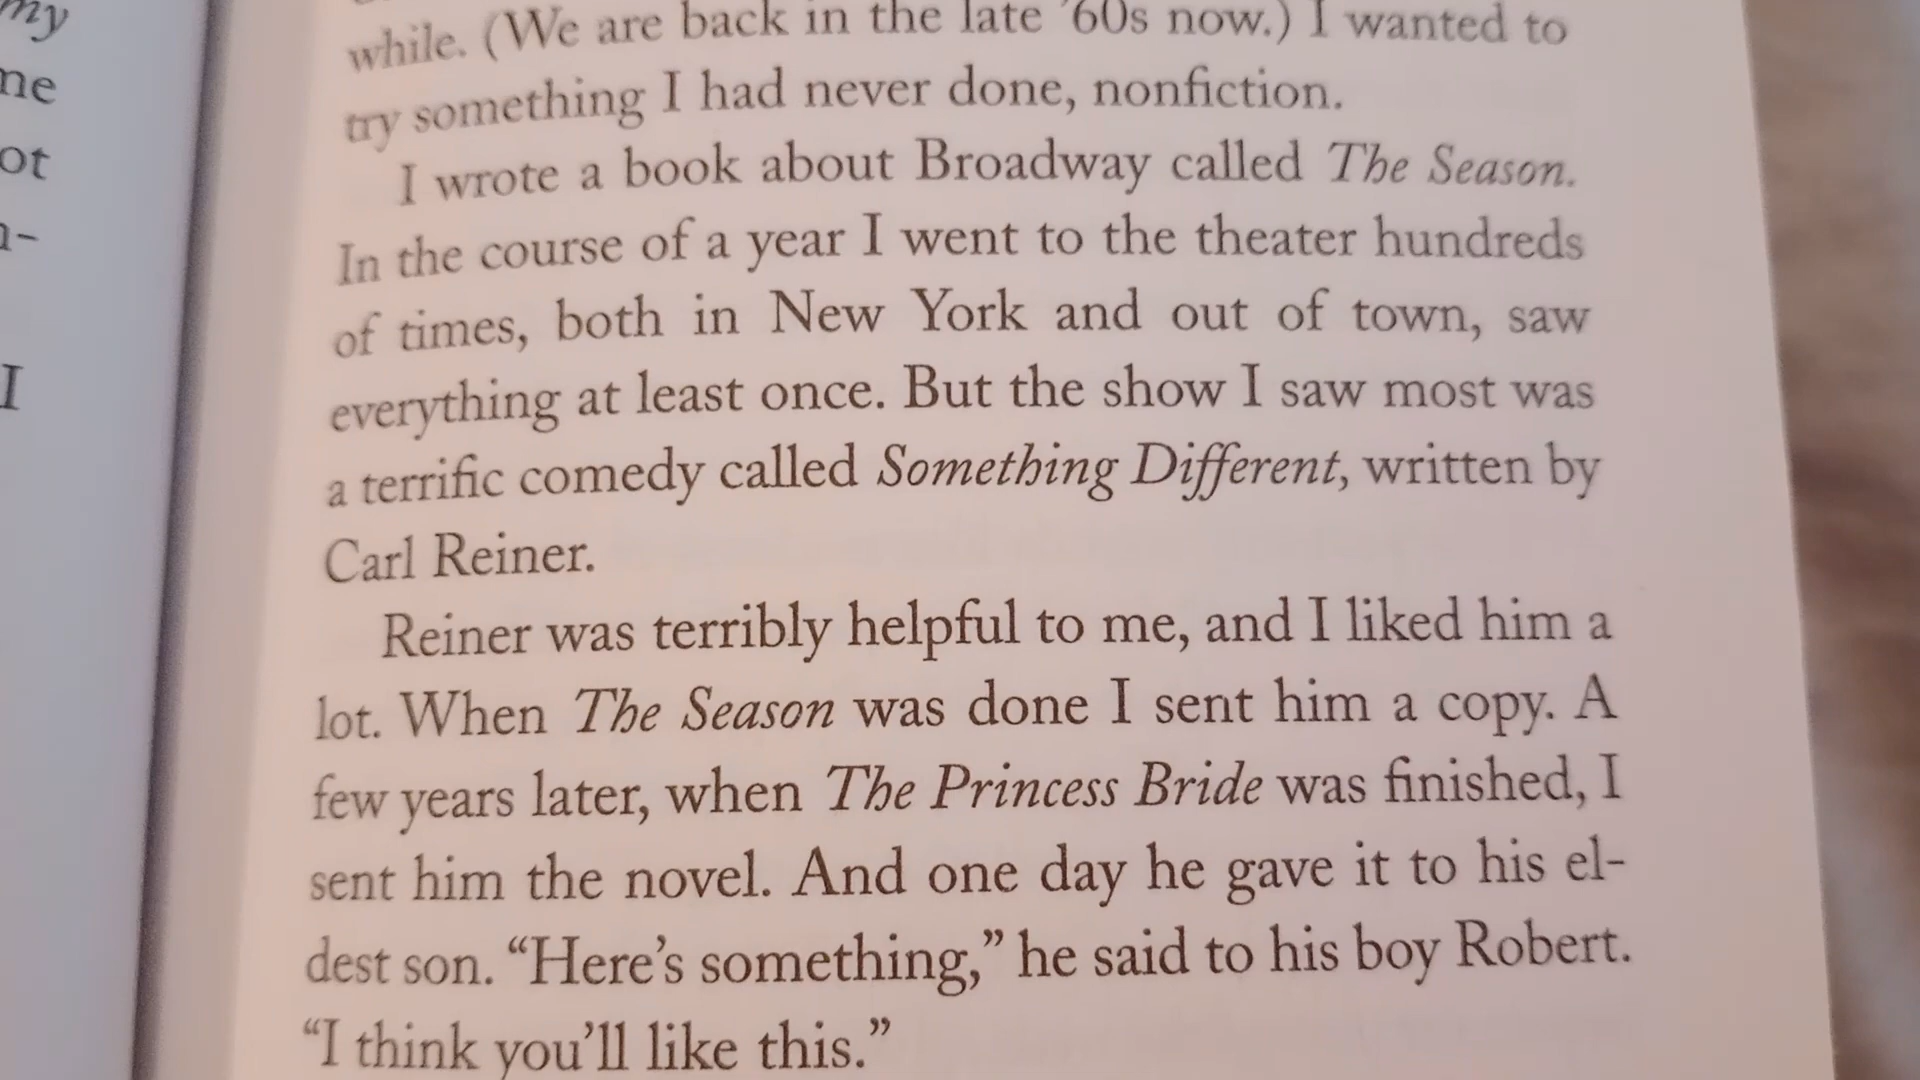 my
ne
ot
I
while. (We are back in the late ’60s now.) I wanted to
try something I had never done, nonfiction.
I wrote a book about Broadway called The Season.
In the course of a year I went to the theater hundreds
of times, both in New York and out of town, saw
everything at least once. But the show I saw most was
a terrific comedy called Something Different, written by
Carl Reiner.
Reiner was terribly helpful to me, and I liked him a
lot. When The Season was done I sent him a copy. A
few years later, when The Princess Bride was finished, I
sent him the novel. And one day he gave it to his el-
dest son. “Here’s something,” he said to his boy Robert.
“I think you’ll like this.”